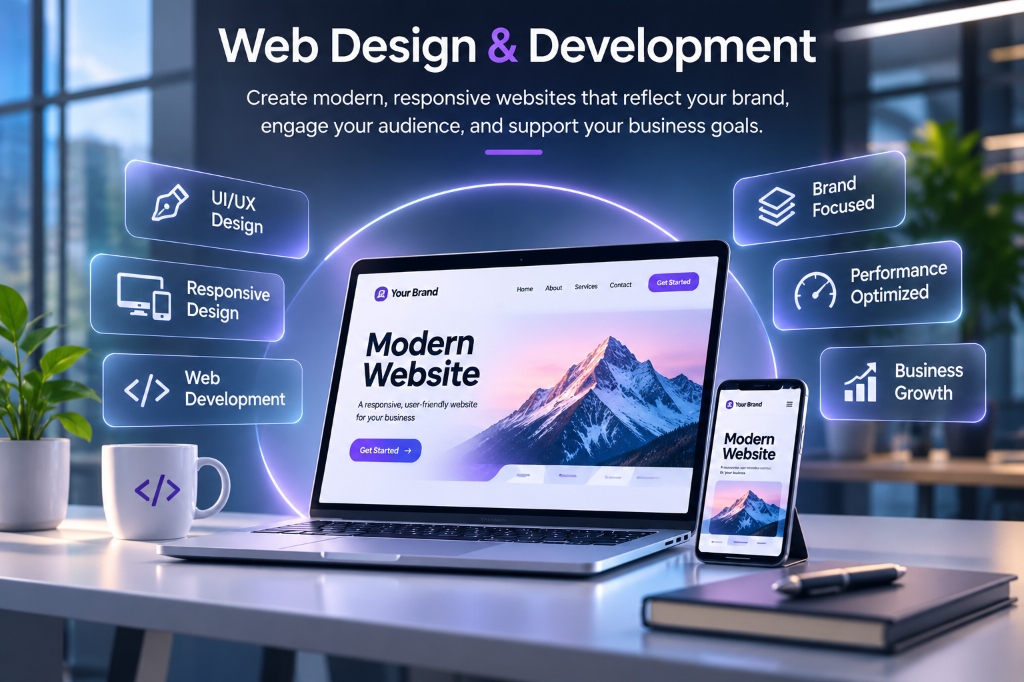 Web Design & Development
Create modern, responsive websites that reflect your brand,
engage your audience, and support your business goals.
UI/UX
Design
Responsive
Design
</>
Web
Development
Brand
Focused
Performance
Optimized
Business
Growth
Your Brand
Home
About
Services
Contact
Get Started
Modern
Website
A responsive, user-friendly website
for your business
Get Started →
</>
Your Brand
Modern
Website